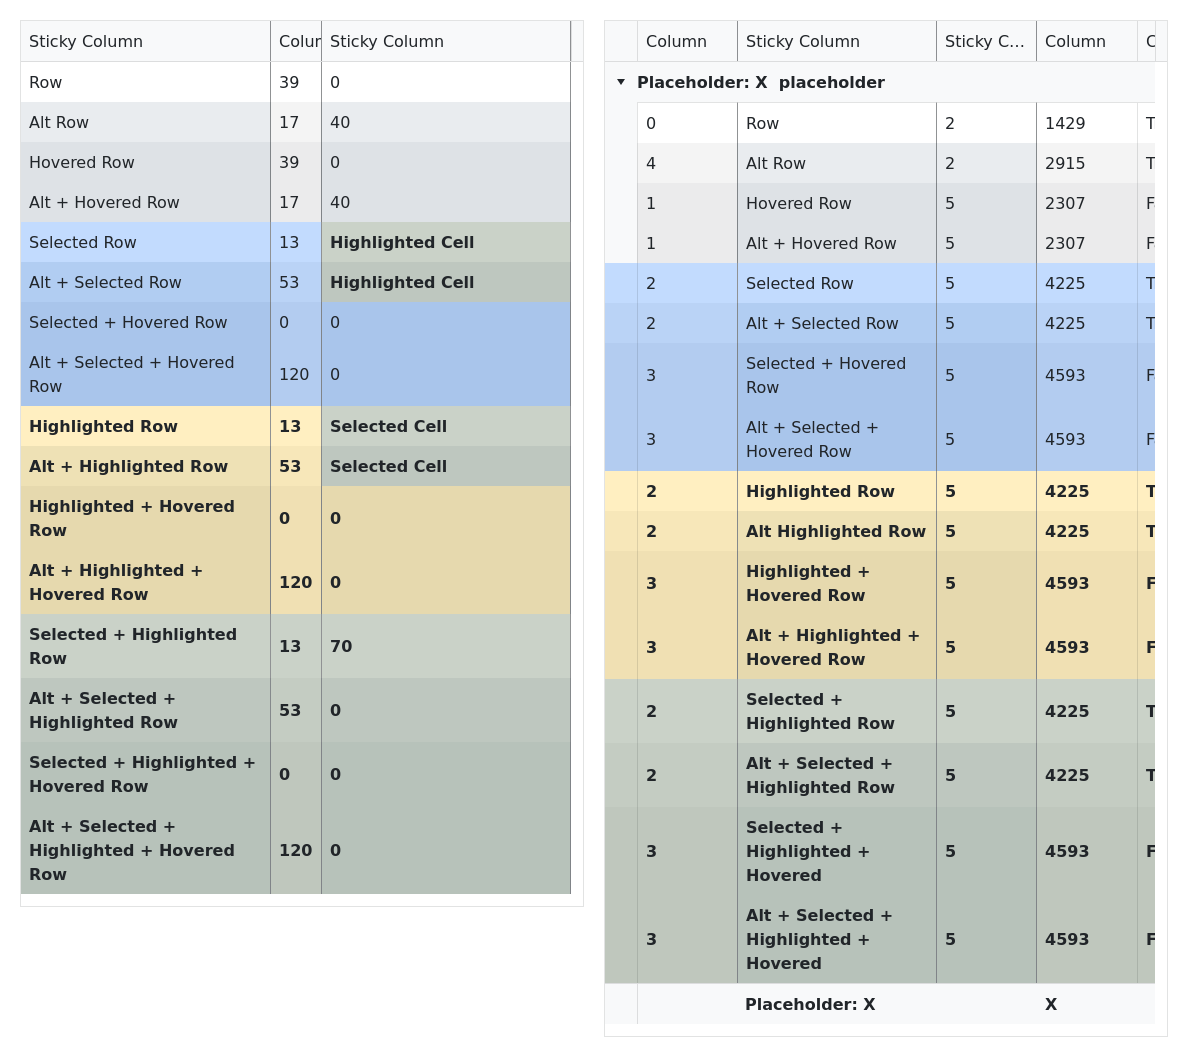 Sticky Column Colur Sticky Column
Row 39 0
Alt Row 17 40
Hovered Row 39 0
Alt + Hovered Row 17 40
Selected Row 13 Highlighted Cell
Alt + Selected Row 53 Highlighted Cell
Selected + Hovered Row 0 0
Alt + Selected + Hovered
Row 120 0
Highlighted Row 13 Selected Cell
Alt + Highlighted Row 53 Selected Cell
Highlighted + Hovered
Row 0 0
Alt + Highlighted +
Hovered Row 120 0
Selected + Highlighted
Row 13 70
Alt + Selected +
Highlighted Row 53 0
Selected + Highlighted +
Hovered Row 0 0
Alt + Selected +
Highlighted + Hovered 120 0
Row
Column Sticky Column Sticky C... Column C
Placeholder: X placeholder
0 Row 2 1429 T
4 Alt Row 2 2915 T
1 Hovered Row 5 2307 F
1 Alt + Hovered Row 5 2307 F
2 Selected Row 5 4225 T
2 Alt + Selected Row 5 4225 T
3 Selected + Hovered 5 4593 F
Row
3 Alt + Selected + 5 4593 F
Hovered Row
2 Highlighted Row 5 4225 T
2 Alt Highlighted Row 5 4225 T
3 Highlighted + 5 4593 F
Hovered Row
3 Alt + Highlighted + 5 4593 F
Hovered Row
2 Selected + 5 4225 T
Highlighted Row
2 Alt + Selected + 5 4225 T
Highlighted Row
Selected +
3 Highlighted + 5 4593 F
Hovered
Alt + Selected +
3 Highlighted + 5 4593 F
Hovered
Placeholder: X X